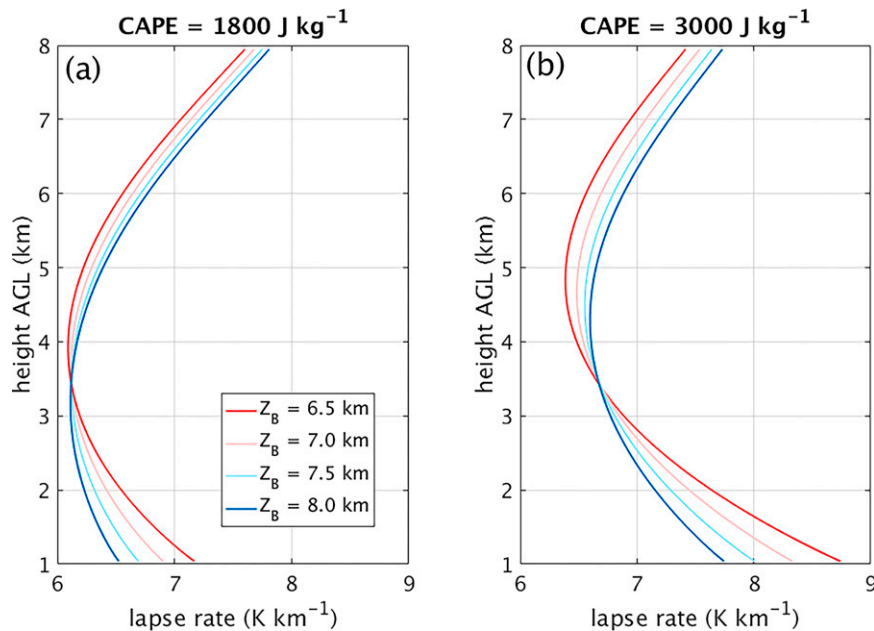 CAPE = 1800 J kg⁻¹
(a)
height AGL (km)
8
7
6
5
4
3
2
1
Z_B = 6.5 km
Z_B = 7.0 km
Z_B = 7.5 km
Z_B = 8.0 km
6 7 8 9
lapse rate (K km⁻¹)
CAPE = 3000 J kg⁻¹
(b)
height AGL (km)
8
7
6
5
4
3
2
1
6 7 8 9
lapse rate (K km⁻¹)